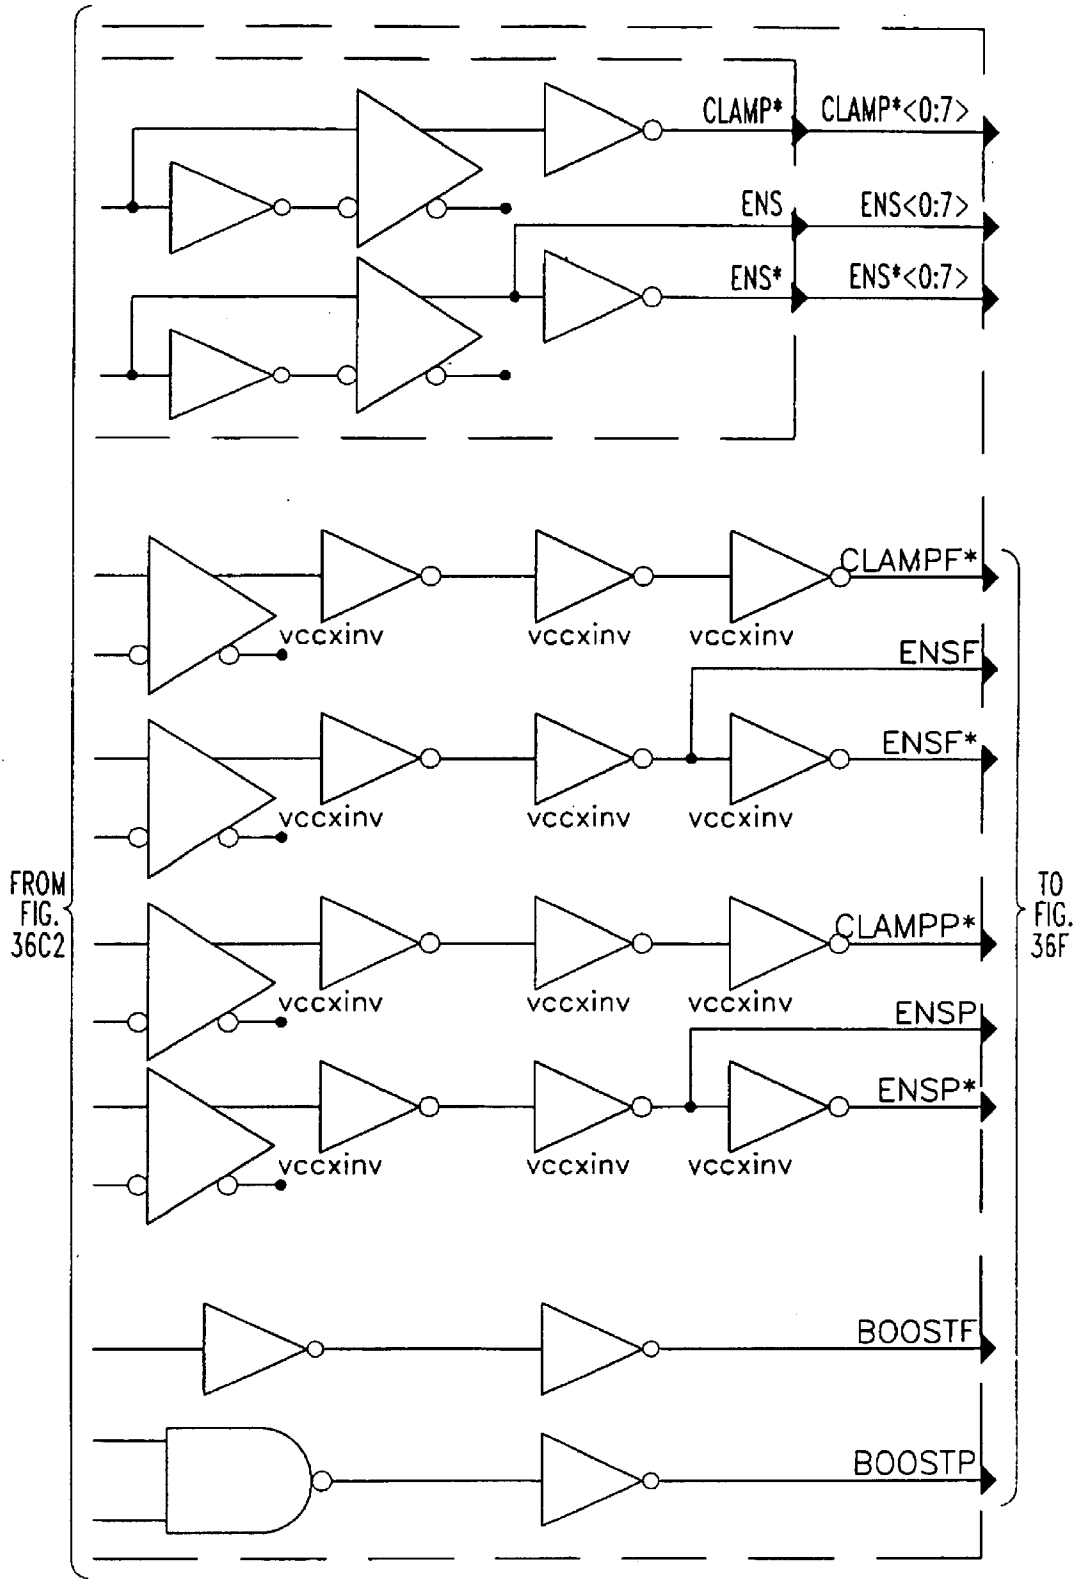 CLAMP* CLAMP*<0:7>
ENS ENS<0:7>
ENS* ENS*<0:7>
CLAMPF*
vccxinv vccxinv vccxinv
ENSF
ENSF*
vccxinv vccxinv vccxinv
FROM
FIG.
36C2
TO
FIG.
36F
CLAMPP*
vccxinv vccxinv vccxinv
ENSP
ENSP*
vccxinv vccxinv vccxinv
BOOSTF
BOOSTP